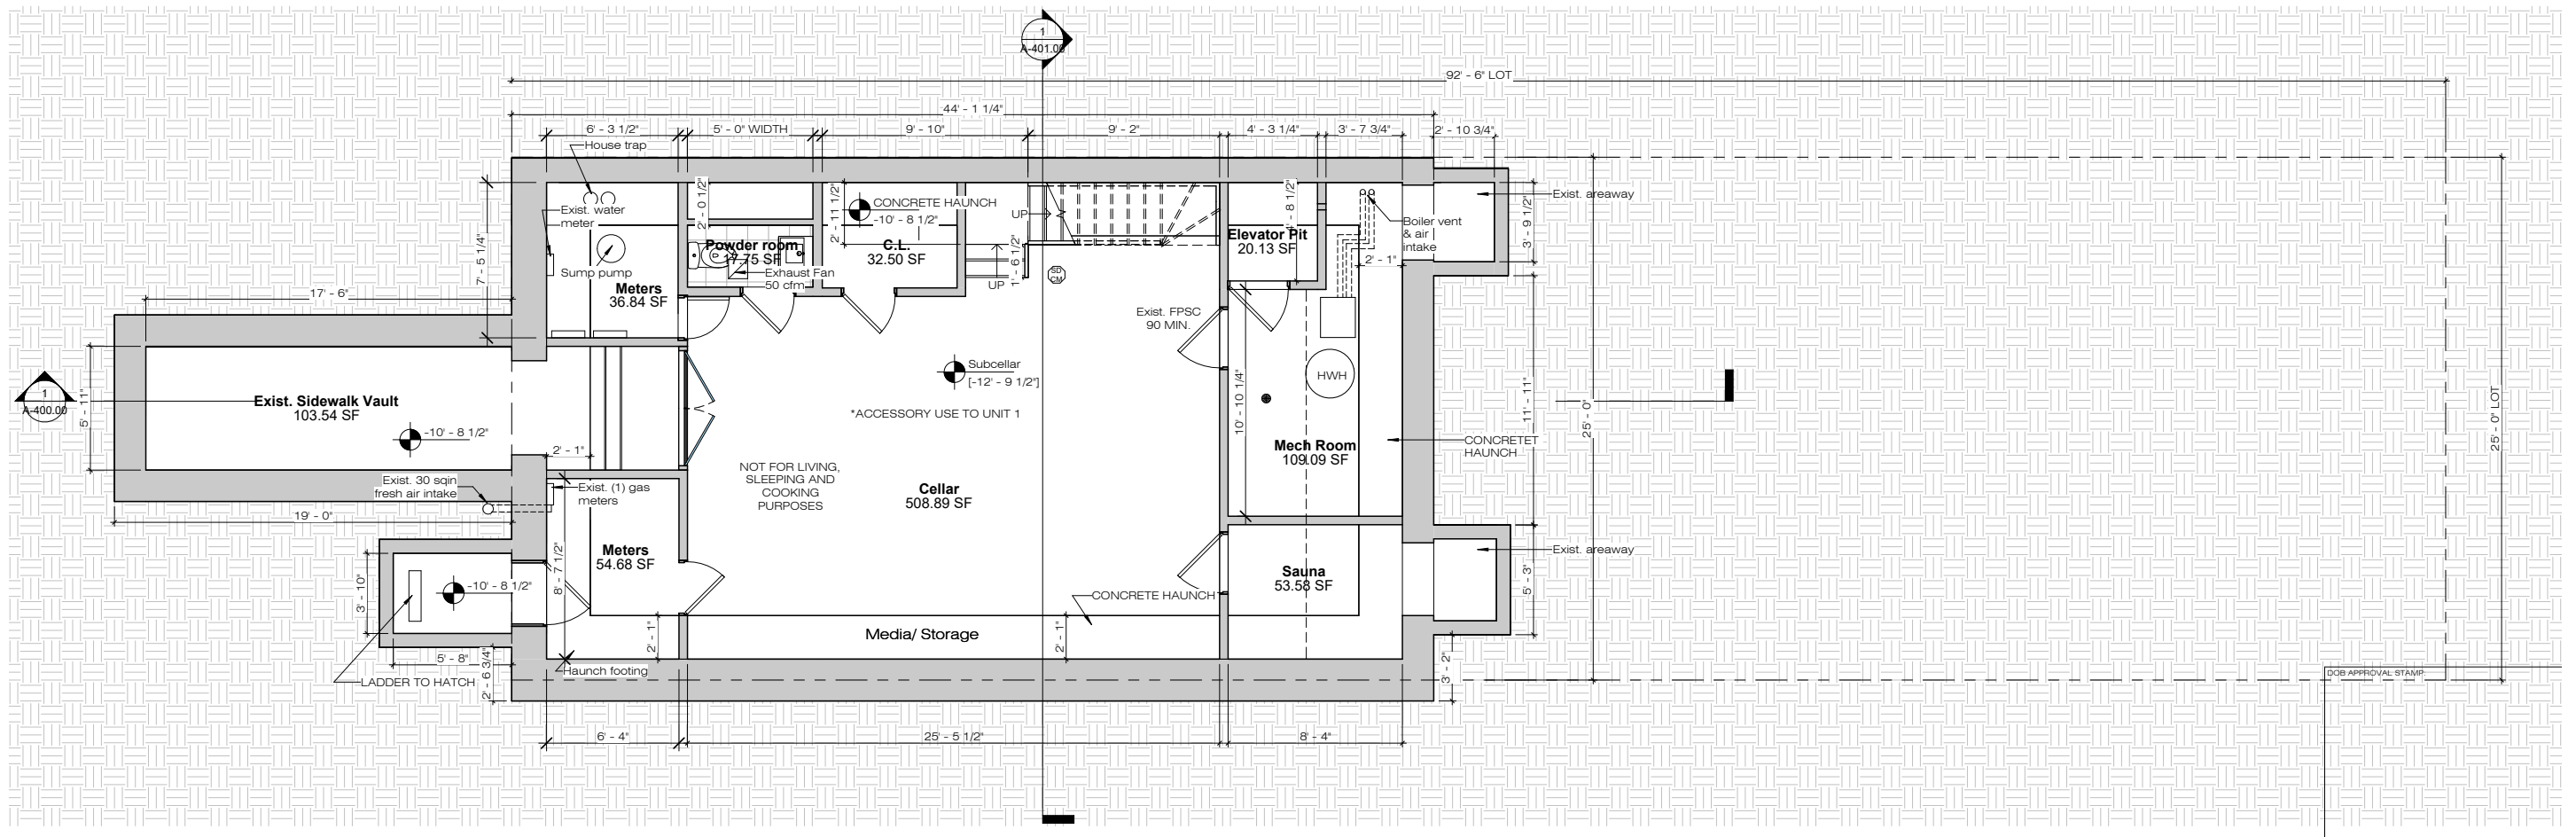 1
A-401.00
92' - 6" LOT
44' - 1 1/4"
6' - 3 1/2"
5' - 0" WIDTH
9' - 10"
9' - 2"
4' - 3 1/4"
3' - 7 3/4"
2' - 10 3/4"
House trap
Exist. water
meter
Sump pump
7' - 5 1/4"
Meters
36.84 SF
2' - 0 1/2"
Powder room
17.75 SF
Exhaust Fan
50 cfm
2' - 11 1/2"
CONCRETE HAUNCH
-10' - 8 1/2"
C.L.
32.50 SF
UP
1' - 6 1/2"
UP
SD
CM
Elevator Pit
20.13 SF
Boiler vent
& air
intake
2' - 1"
Exist. areaway
3' - 9 1/2"
17' - 6"
Exist. FPSC
90 MIN.
1
A-400.00
5' - 11"
Exist. Sidewalk Vault
103.54 SF
-10' - 8 1/2"
2' - 1"
Subcellar
[-12' - 9 1/2"]
*ACCESSORY USE TO UNIT 1
10' - 10 1/4"
HWH
Mech Room
109.09 SF
11' - 11"
CONCRETET
HAUNCH
25' - 0"
25' - 0" LOT
NOT FOR LIVING,
SLEEPING AND
COOKING
PURPOSES
Cellar
508.89 SF
Exist. 30 sqin
fresh air intake
Exist. (1) gas
meters
19' - 0"
8' - 7 1/2"
Meters
54.68 SF
3' - 10"
-10' - 8 1/2"
Sauna
53.58 SF
Exist. areaway
5' - 3"
CONCRETE HAUNCH
2' - 1"
Media/ Storage
2' - 1"
5' - 8"
2' - 6 3/4"
LADDER TO HATCH
Haunch footing
3' - 2"
DOB APPROVAL STAMP
6' - 4"
25' - 5 1/2"
8' - 4"